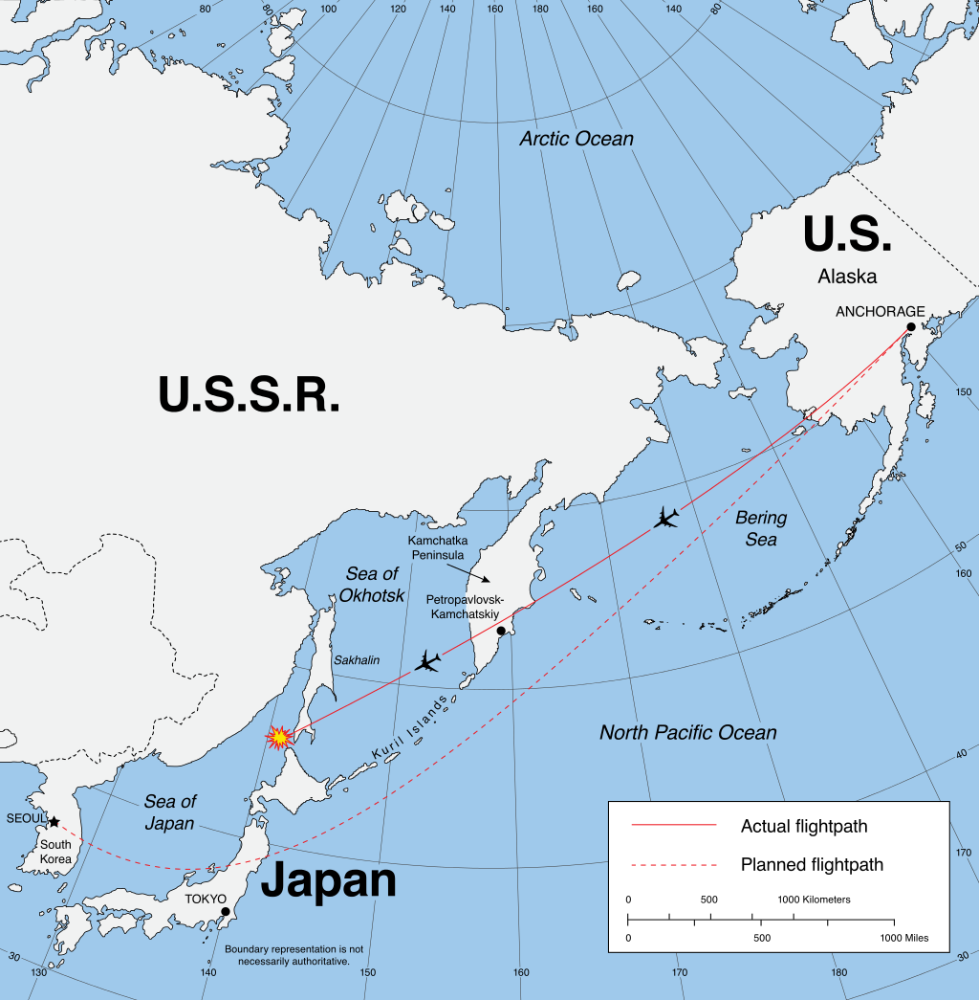 80
90
100
120
140
160
180
160
140
80
Arctic Ocean
U.S.
Alaska
ANCHORAGE
150
U.S.S.R.
Bering
Sea
50
160
Kamchatka
Peninsula
Sea of
Okhotsk
Petropavlovsk-
Kamchatskiy
Sakhalin
Kuril Islands
North Pacific Ocean
40
Sea of
Japan
SEOUL
South
Korea
Japan
TOKYO
170
Actual flightpath
Planned flightpath
0 500 1000 Kilometers
0 500 1000 Miles
Boundary representation is not
necessarily authoritative.
30
30
130
140
150
160
170
180